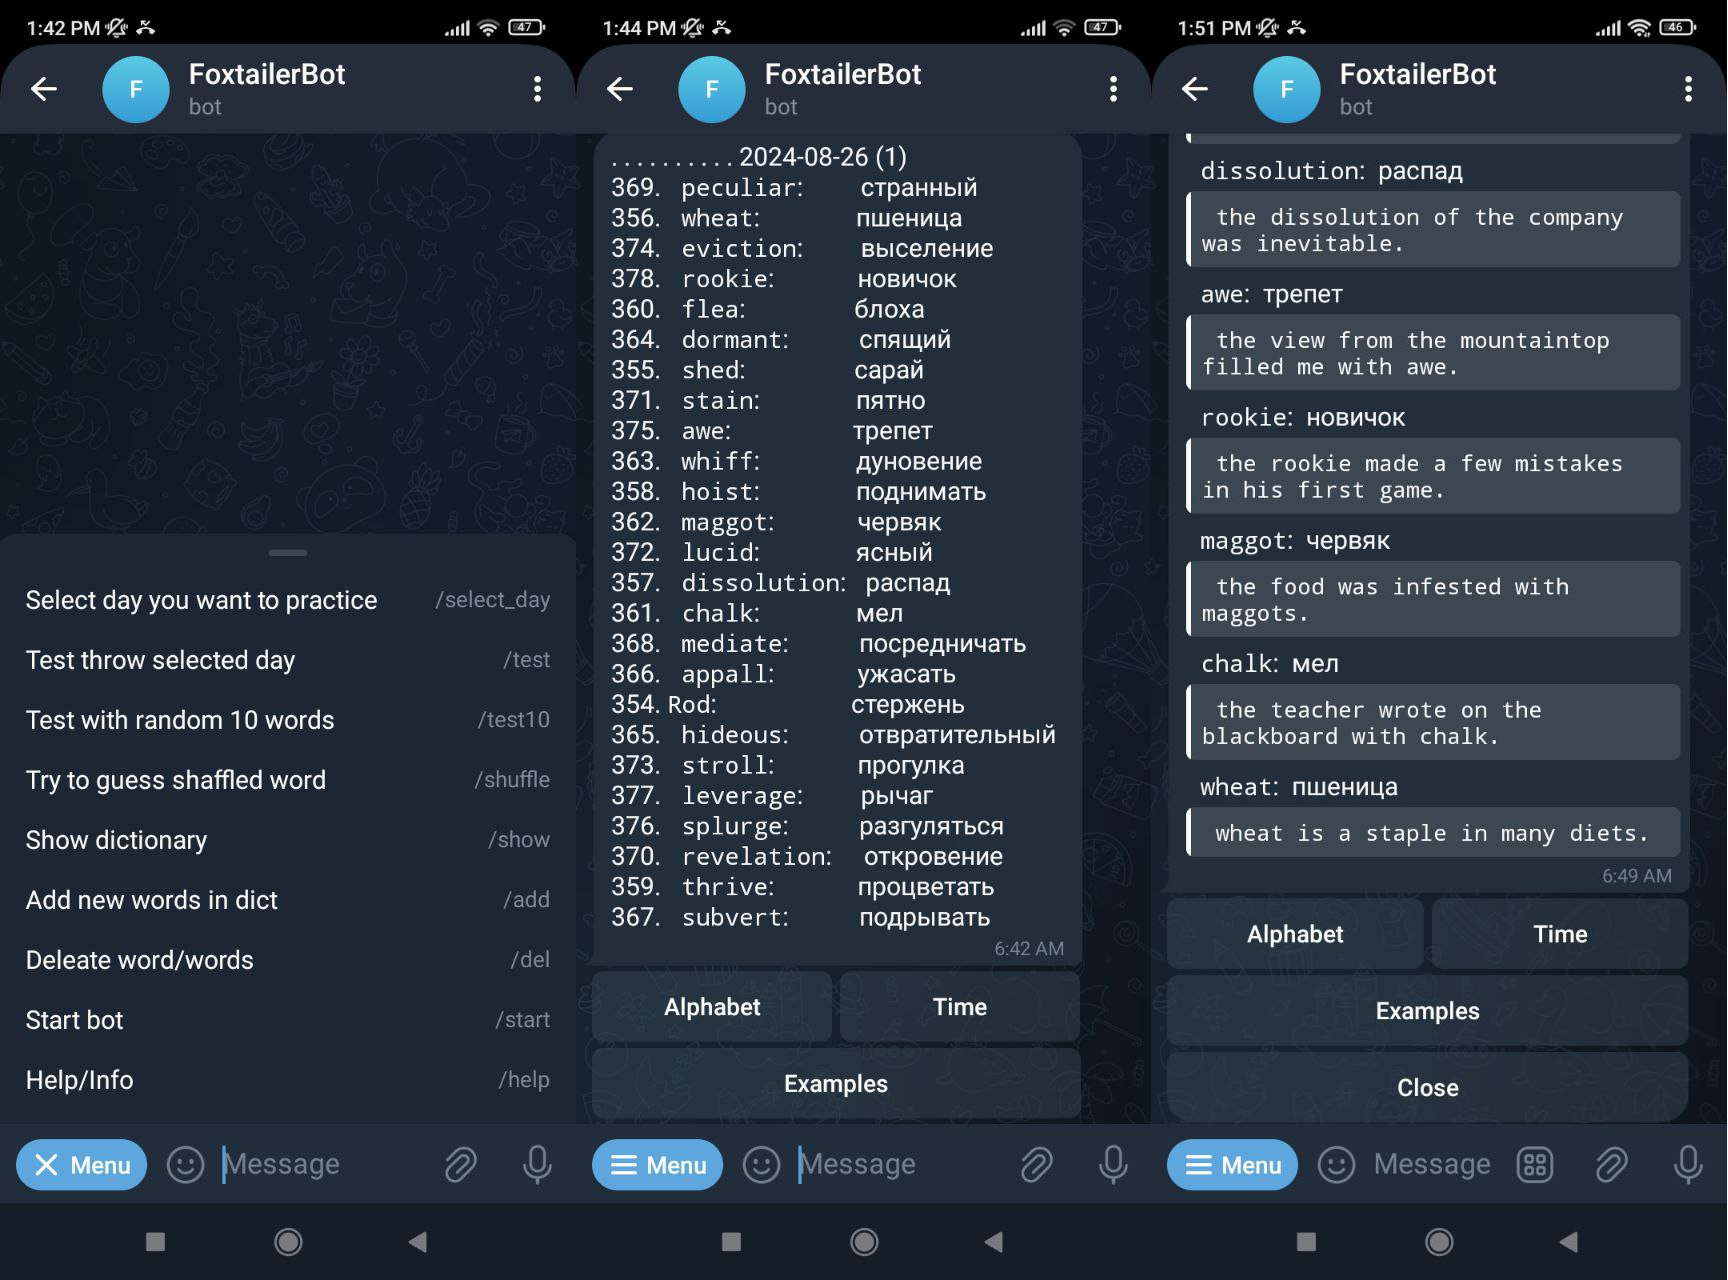 1:42 PM
47
F
FoxtailerBot
bot
Select day you want to practice /select_day
Test throw selected day /test
Test with random 10 words /test10
Try to guess shaffled word /shuffle
Show dictionary /show
Add new words in dict /add
Deleate word/words /del
Start bot /start
Help/Info /help
Menu
Message
1:44 PM
47
F
FoxtailerBot
bot
. . . . . . . . . . 2024-08-26 (1)
369. peculiar: странный
356. wheat: пшеница
374. eviction: выселение
378. rookie: новичок
360. flea: блоха
364. dormant: спящий
355. shed: сарай
371. stain: пятно
375. awe: трепет
363. whiff: дуновение
358. hoist: поднимать
362. maggot: червяк
372. lucid: ясный
357. dissolution: распад
361. chalk: мел
368. mediate: посредничать
366. appall: ужасать
354. Rod: стержень
365. hideous: отвратительный
373. stroll: прогулка
377. leverage: рычаг
376. splurge: разгуляться
370. revelation: откровение
359. thrive: процветать
367. subvert: подрывать
6:42 AM
Alphabet Time
Examples
Menu
Message
1:51 PM
46
F
FoxtailerBot
bot
dissolution: распад
the dissolution of the company
was inevitable.
awe: трепет
the view from the mountaintop
filled me with awe.
rookie: новичок
the rookie made a few mistakes
in his first game.
maggot: червяк
the food was infested with
maggots.
chalk: мел
the teacher wrote on the
blackboard with chalk.
wheat: пшеница
wheat is a staple in many diets.
6:49 AM
Alphabet Time
Examples
Close
Menu
Message